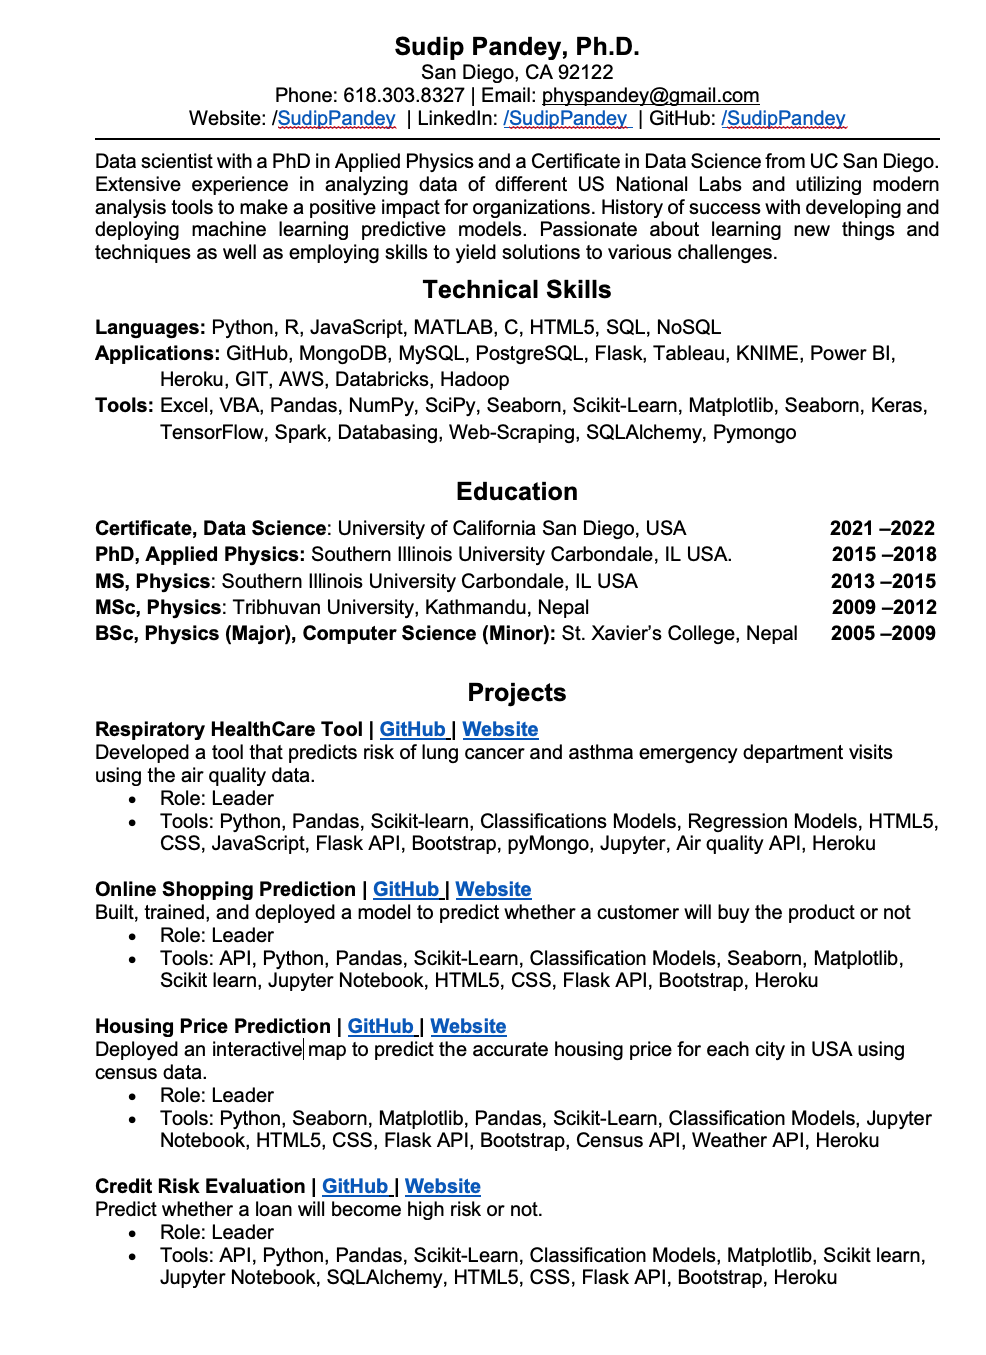 Sudip Pandey, Ph.D.
San Diego, CA 92122
Phone: 618.303.8327 | Email: physpandey@gmail.com
Website: /SudipPandey | LinkedIn: /SudipPandey | GitHub: /SudipPandey
Data scientist with a PhD in Applied Physics and a Certificate in Data Science from UC San Diego.
Extensive experience in analyzing data of different US National Labs and utilizing modern
analysis tools to make a positive impact for organizations. History of success with developing and
deploying machine learning predictive models. Passionate about learning new things and
techniques as well as employing skills to yield solutions to various challenges.
Technical Skills
Languages: Python, R, JavaScript, MATLAB, C, HTML5, SQL, NoSQL
Applications: GitHub, MongoDB, MySQL, PostgreSQL, Flask, Tableau, KNIME, Power BI,
Heroku, GIT, AWS, Databricks, Hadoop
Tools: Excel, VBA, Pandas, NumPy, SciPy, Seaborn, Scikit-Learn, Matplotlib, Seaborn, Keras,
TensorFlow, Spark, Databasing, Web-Scraping, SQLAlchemy, Pymongo
Education
Certificate, Data Science: University of California San Diego, USA 2021 –2022
PhD, Applied Physics: Southern Illinois University Carbondale, IL USA. 2015 –2018
MS, Physics: Southern Illinois University Carbondale, IL USA 2013 –2015
MSc, Physics: Tribhuvan University, Kathmandu, Nepal 2009 –2012
BSc, Physics (Major), Computer Science (Minor): St. Xavier’s College, Nepal 2005 –2009
Projects
Respiratory HealthCare Tool | GitHub | Website
Developed a tool that predicts risk of lung cancer and asthma emergency department visits
using the air quality data.
• Role: Leader
• Tools: Python, Pandas, Scikit-learn, Classifications Models, Regression Models, HTML5,
CSS, JavaScript, Flask API, Bootstrap, pyMongo, Jupyter, Air quality API, Heroku
Online Shopping Prediction | GitHub | Website
Built, trained, and deployed a model to predict whether a customer will buy the product or not
• Role: Leader
• Tools: API, Python, Pandas, Scikit-Learn, Classification Models, Seaborn, Matplotlib,
Scikit learn, Jupyter Notebook, HTML5, CSS, Flask API, Bootstrap, Heroku
Housing Price Prediction | GitHub | Website
Deployed an interactive map to predict the accurate housing price for each city in USA using
census data.
• Role: Leader
• Tools: Python, Seaborn, Matplotlib, Pandas, Scikit-Learn, Classification Models, Jupyter
Notebook, HTML5, CSS, Flask API, Bootstrap, Census API, Weather API, Heroku
Credit Risk Evaluation | GitHub | Website
Predict whether a loan will become high risk or not.
• Role: Leader
• Tools: API, Python, Pandas, Scikit-Learn, Classification Models, Matplotlib, Scikit learn,
Jupyter Notebook, SQLAlchemy, HTML5, CSS, Flask API, Bootstrap, Heroku